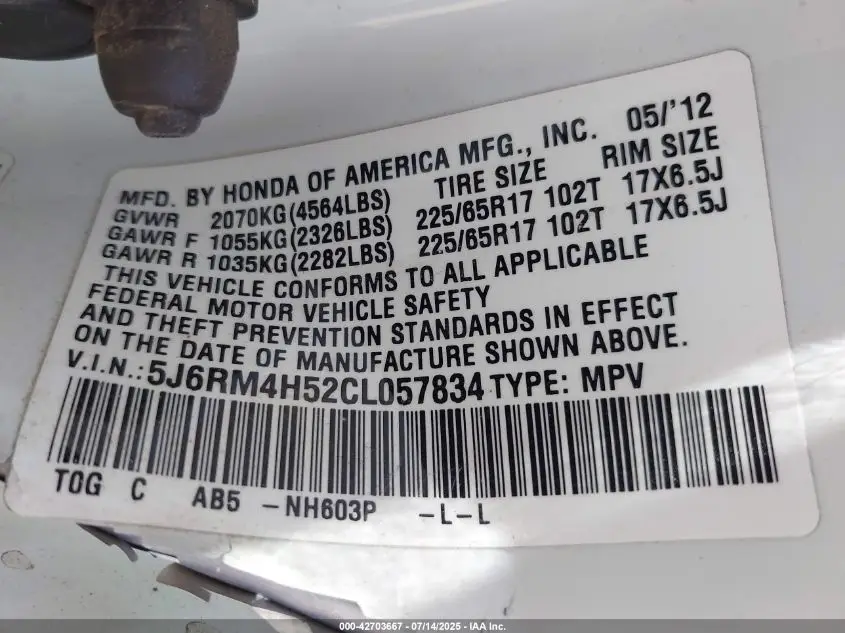 MFD. BY HONDA OF AMERICA MFG., INC. 05/'12
GVWR 2070KG(4564LBS) TIRE SIZE RIM SIZE
GAWR F 1055KG(2326LBS) 225/65R17 102T 17X6.5J
GAWR R 1035KG(2282LBS) 225/65R17 102T 17X6.5J
THIS VEHICLE CONFORMS TO ALL APPLICABLE
FEDERAL MOTOR VEHICLE SAFETY
AND THEFT PREVENTION STANDARDS IN EFFECT
ON THE DATE OF MANUFACTURE SHOWN ABOVE.
V.I.N.:5J6RM4H52CL057834 TYPE: MPV
T0G C AB5 -NH603P -L-L
000-42703667 - 07/14/2025 - IAA Inc.